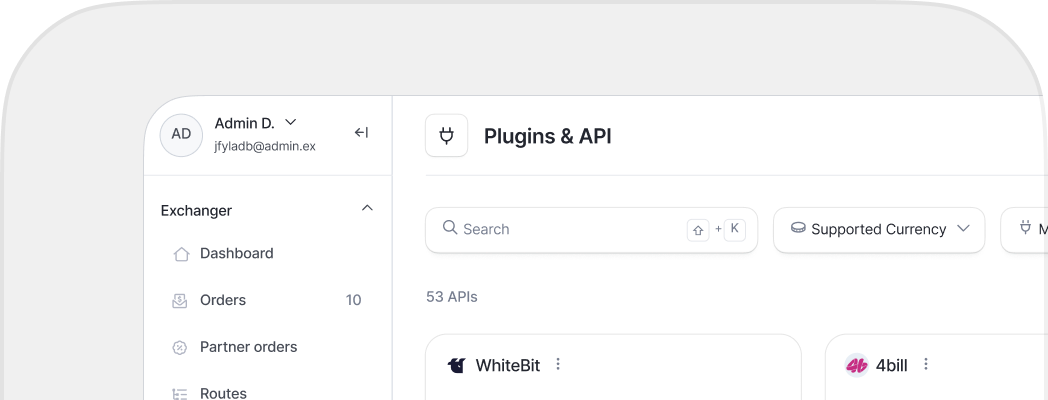 AD
Admin D.
jfyladb@admin.ex
Plugins & API
Exchanger
Search
+ K
Supported Currency
M
Dashboard
Orders 10
53 APIs
Partner orders
WhiteBit
4b 4bill
Routes